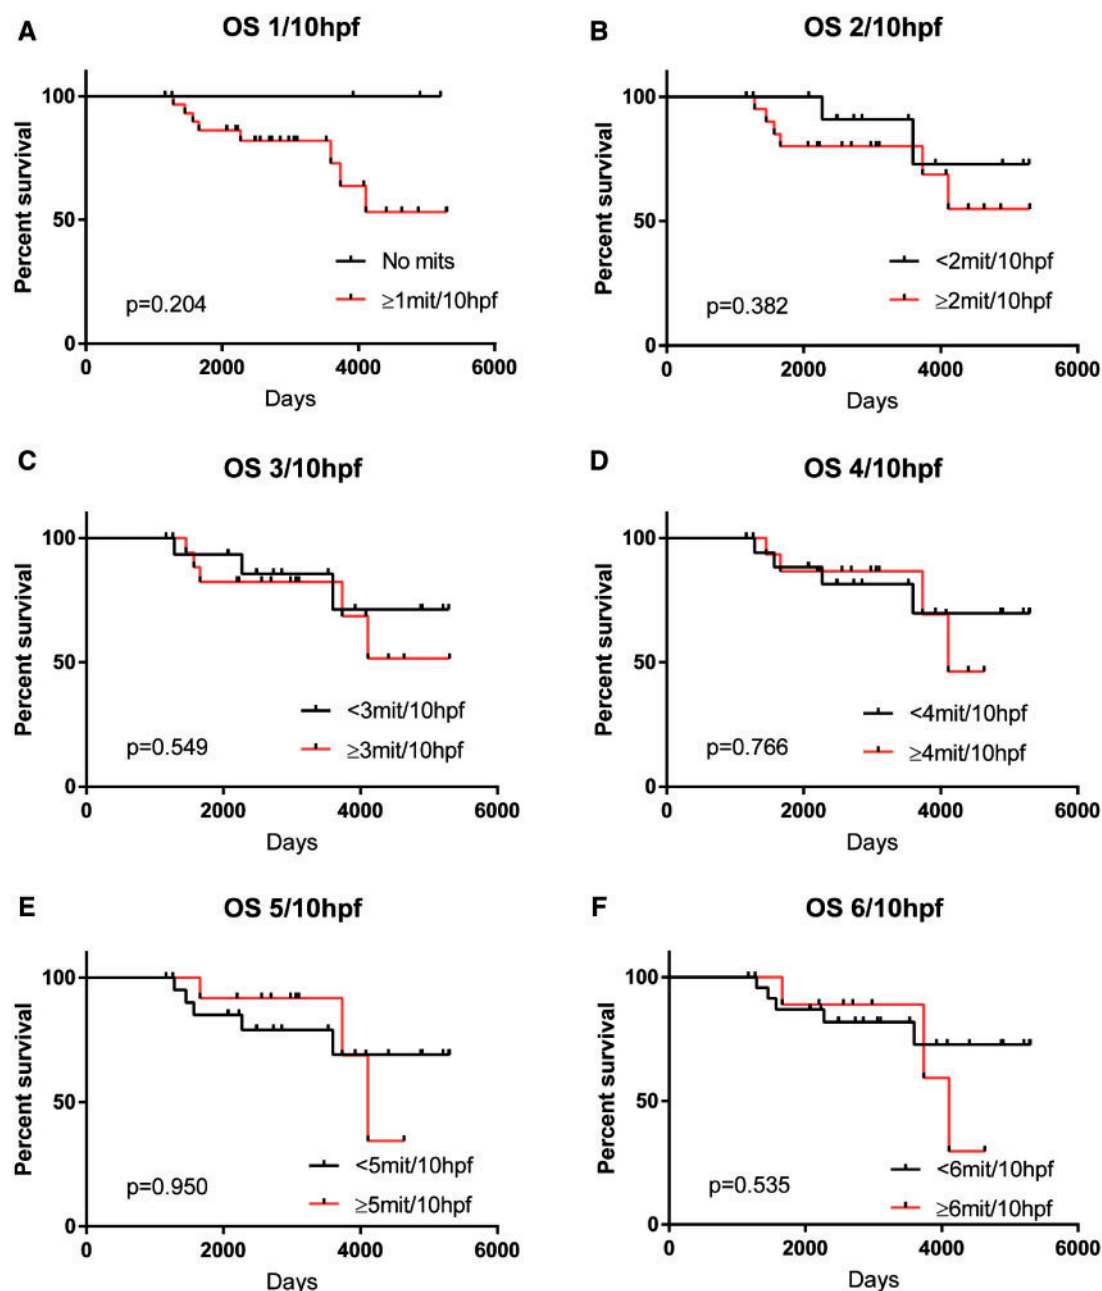 A
OS 1/10hpf
Percent survival
100
50
0
No mits
≥1mit/10hpf
p=0.204
0 2000 4000 6000
Days
B
OS 2/10hpf
Percent survival
100
50
0
<2mit/10hpf
≥2mit/10hpf
p=0.382
0 2000 4000 6000
Days
C
OS 3/10hpf
Percent survival
100
50
0
<3mit/10hpf
≥3mit/10hpf
p=0.549
0 2000 4000 6000
Days
D
OS 4/10hpf
Percent survival
100
50
0
<4mit/10hpf
≥4mit/10hpf
p=0.766
0 2000 4000 6000
Days
E
OS 5/10hpf
Percent survival
100
50
0
<5mit/10hpf
≥5mit/10hpf
p=0.950
0 2000 4000 6000
Days
F
OS 6/10hpf
Percent survival
100
50
0
<6mit/10hpf
≥6mit/10hpf
p=0.535
0 2000 4000 6000
Days